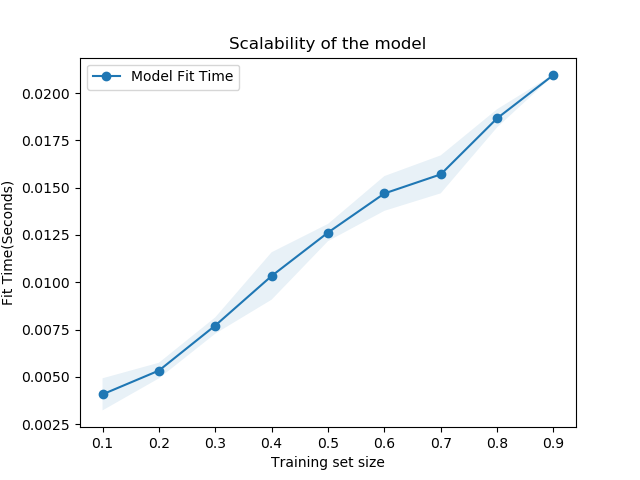 Scalability of the model
Model Fit Time
Fit Time(Seconds)
0.0200
0.0175
0.0150
0.0125
0.0100
0.0075
0.0050
0.0025
0.1 0.2 0.3 0.4 0.5 0.6 0.7 0.8 0.9
Training set size